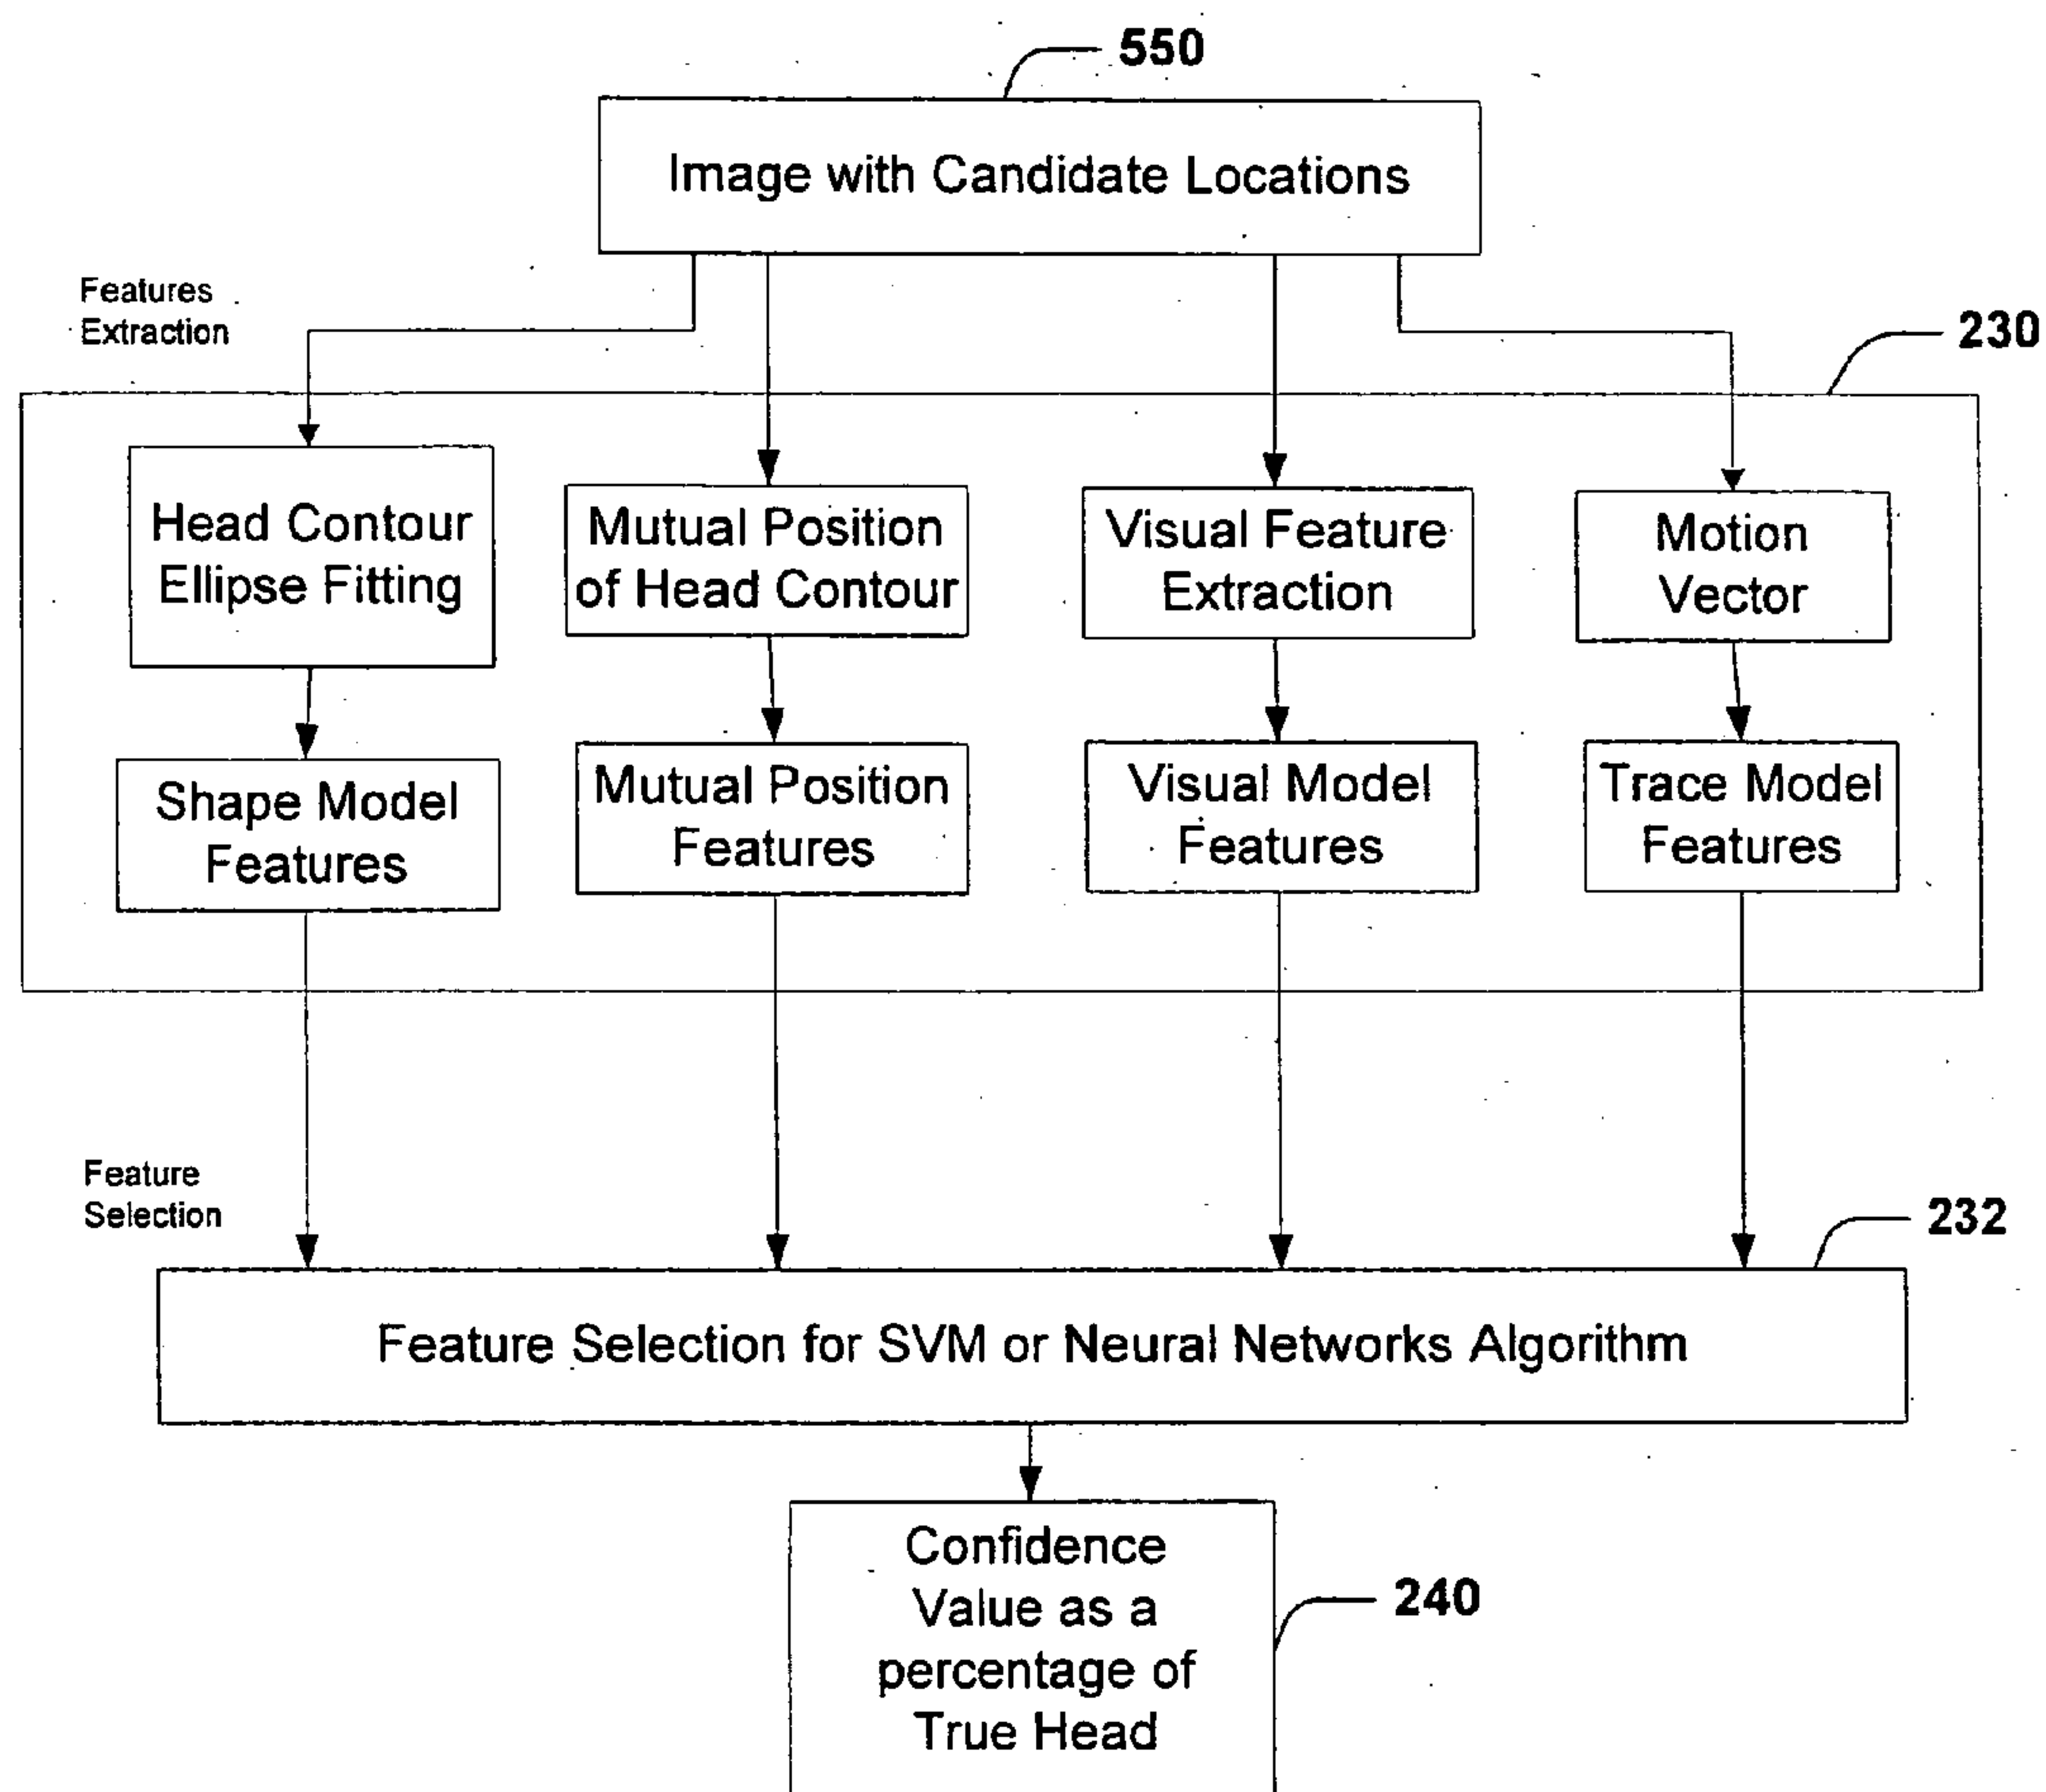 550
Image with Candidate Locations
Features
Extraction
230
Head Contour
Ellipse Fitting
Mutual Position
of Head Contour
Visual Feature
Extraction
Motion
Vector
Shape Model
Features
Mutual Position
Features
Visual Model
Features
Trace Model
Features
Feature
Selection
232
Feature Selection for SVM or Neural Networks Algorithm
Confidence
Value as a
percentage of
True Head
240